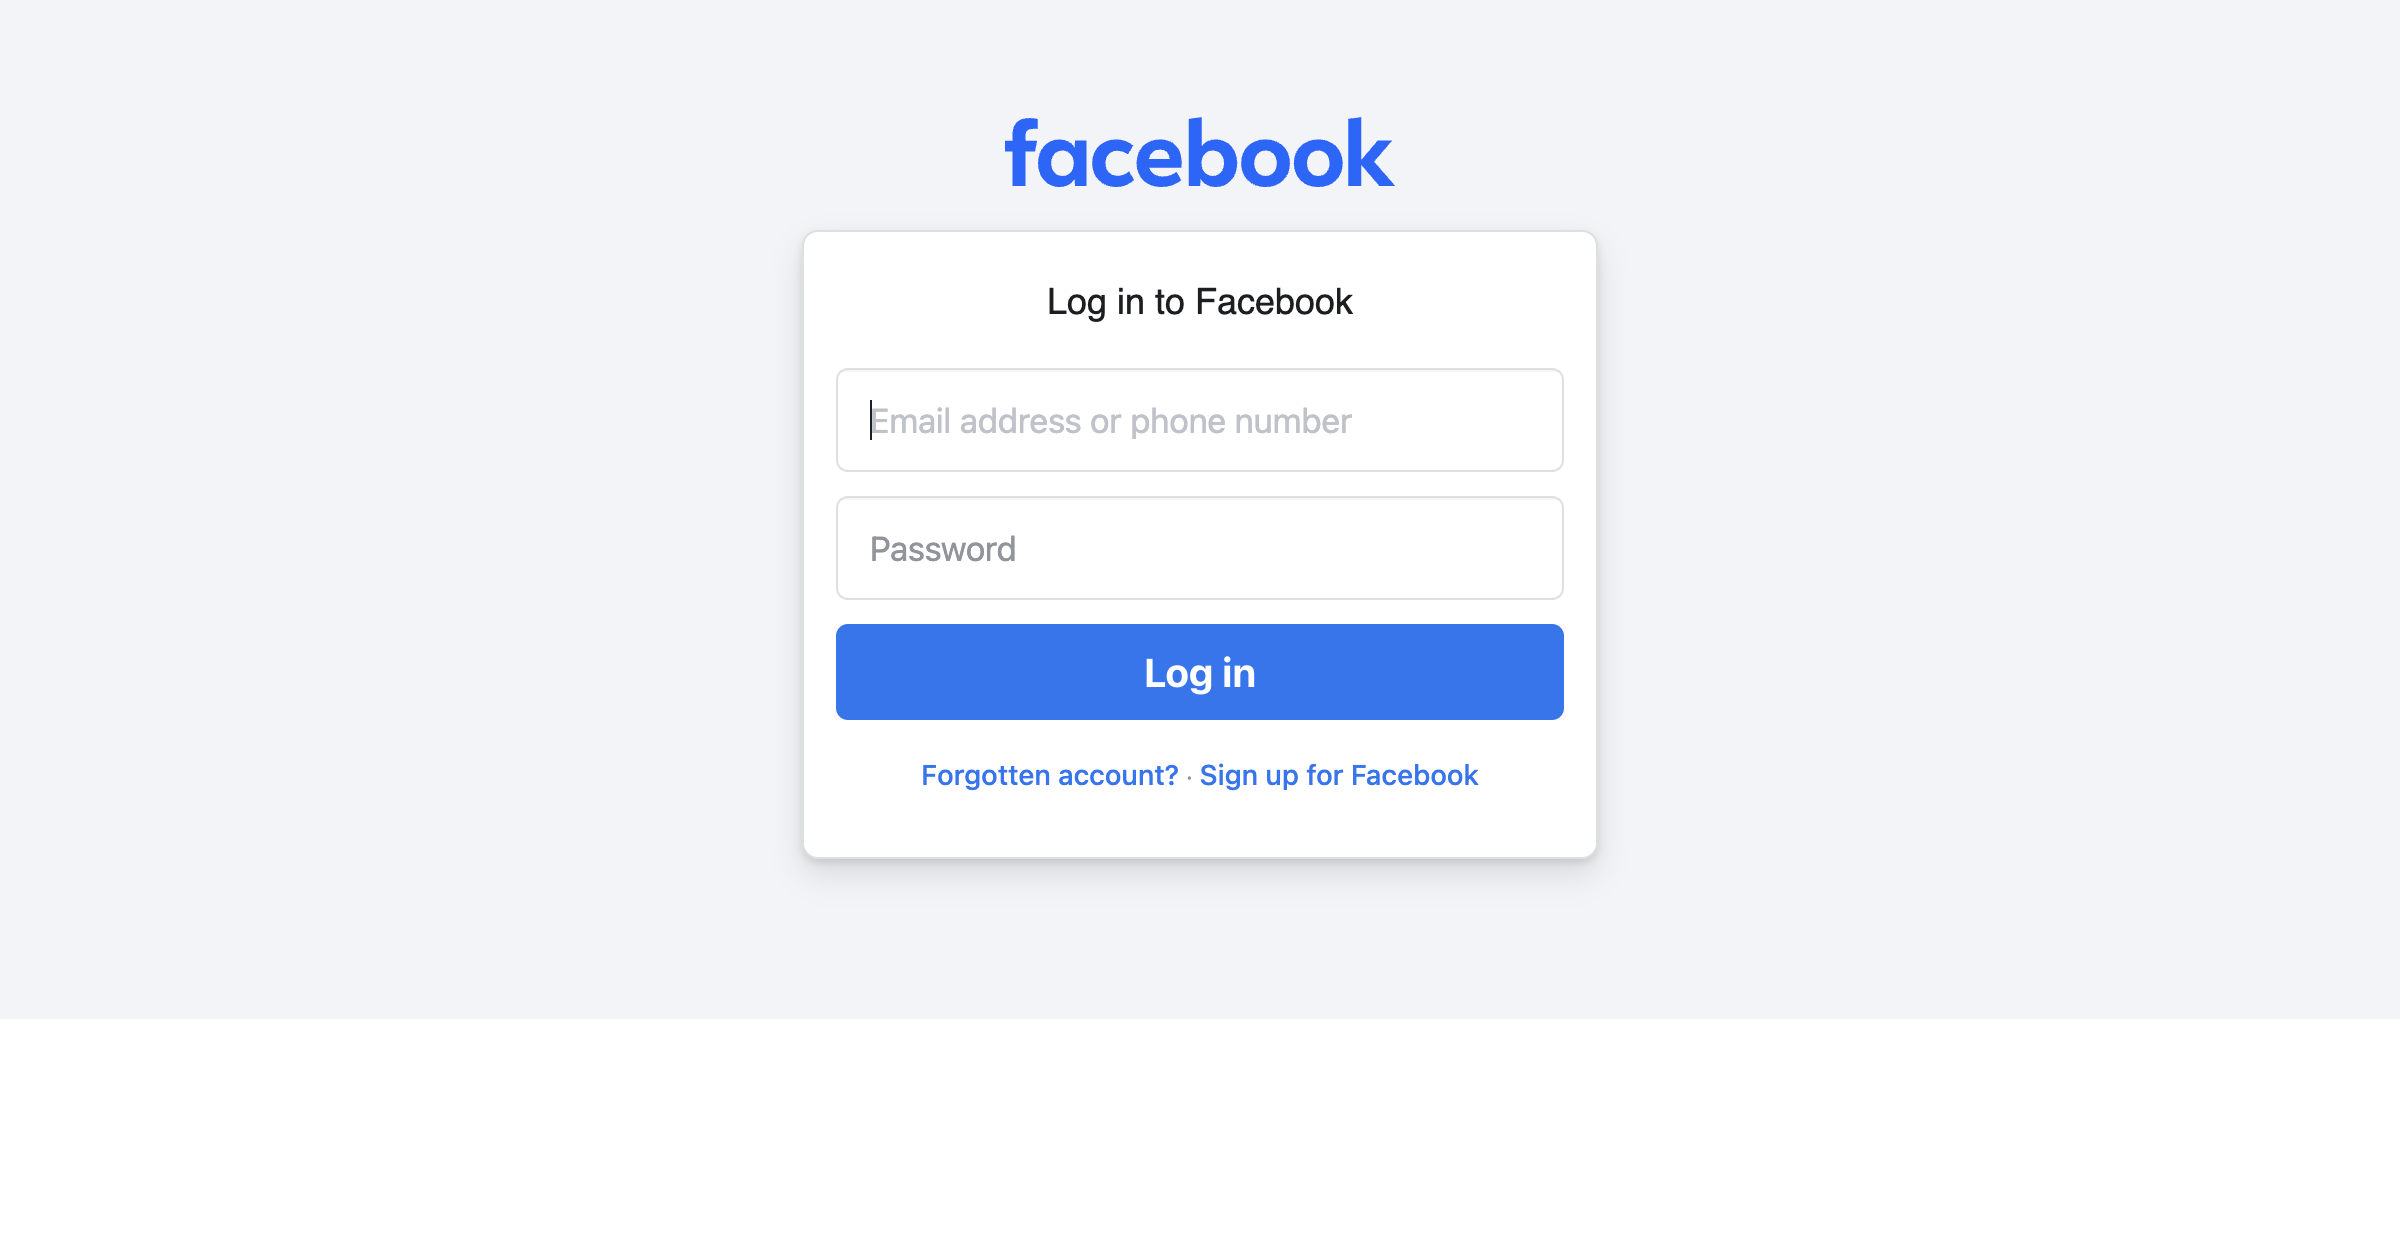 facebook
Log in to Facebook
Email address or phone number
Password
Log in
Forgotten account? · Sign up for Facebook